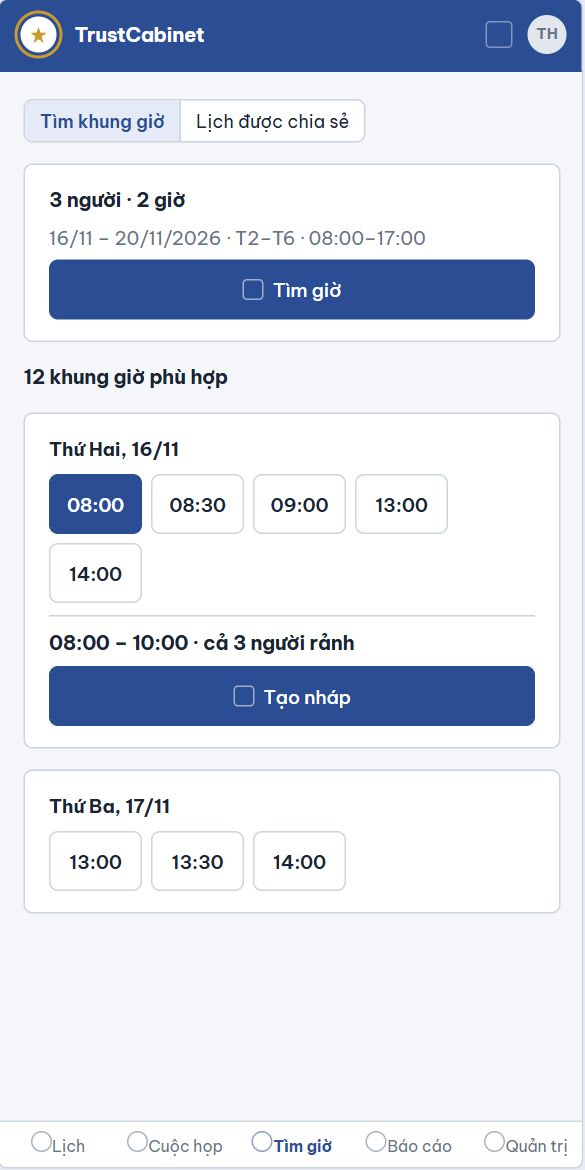 TrustCabinet
TH
Tìm khung giờ
Lịch được chia sẻ
3 người · 2 giờ
16/11 – 20/11/2026 · T2–T6 · 08:00–17:00
Tìm giờ
12 khung giờ phù hợp
Thứ Hai, 16/11
08:00 08:30 09:00 13:00
14:00
08:00 – 10:00 · cả 3 người rảnh
Tạo nháp
Thứ Ba, 17/11
13:00 13:30 14:00
Lịch Cuộc họp Tìm giờ Báo cáo Quản trị